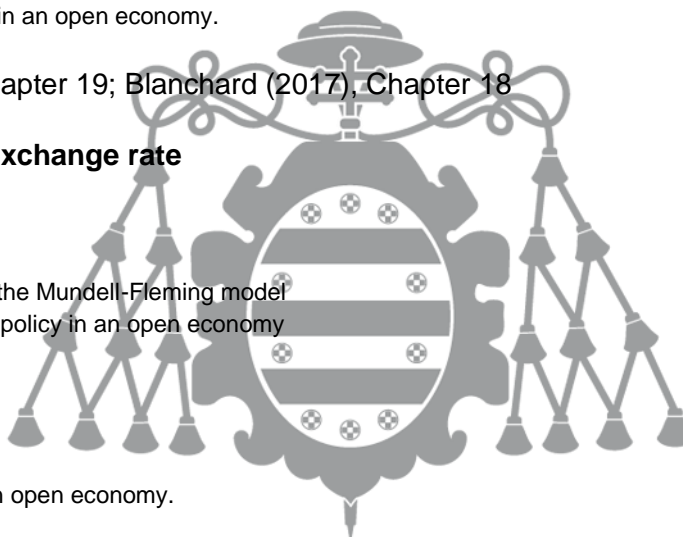 in an open economy.
apter 19; Blanchard (2017), Chapter 18
xchange rate
the Mundell-Fleming model
policy in an open economy
n open economy.